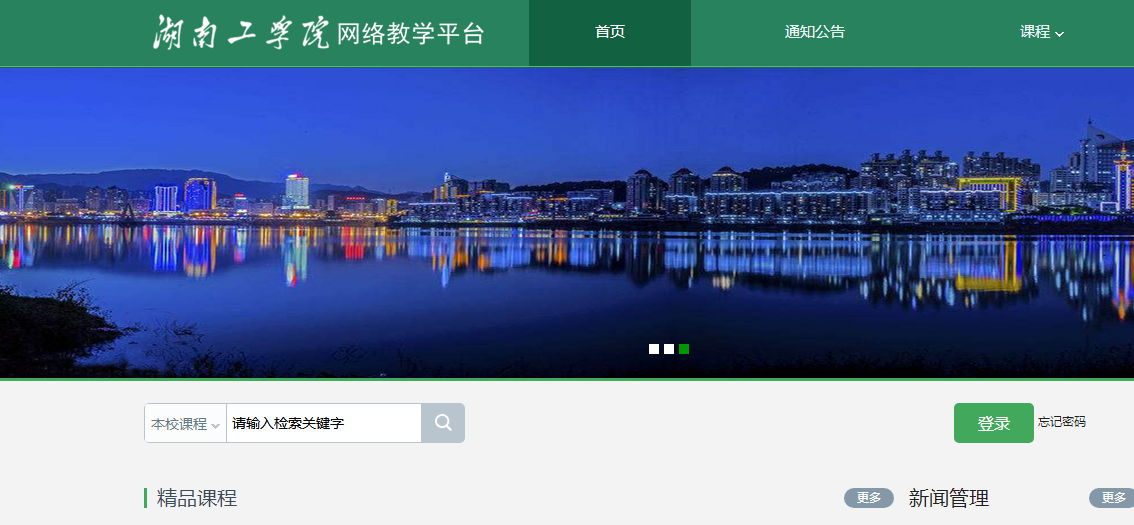 湖南工学院 网络教学平台
首页
通知公告
课程
本校课程
请输入检索关键字
登录
忘记密码
精品课程
更多
新闻管理
更多